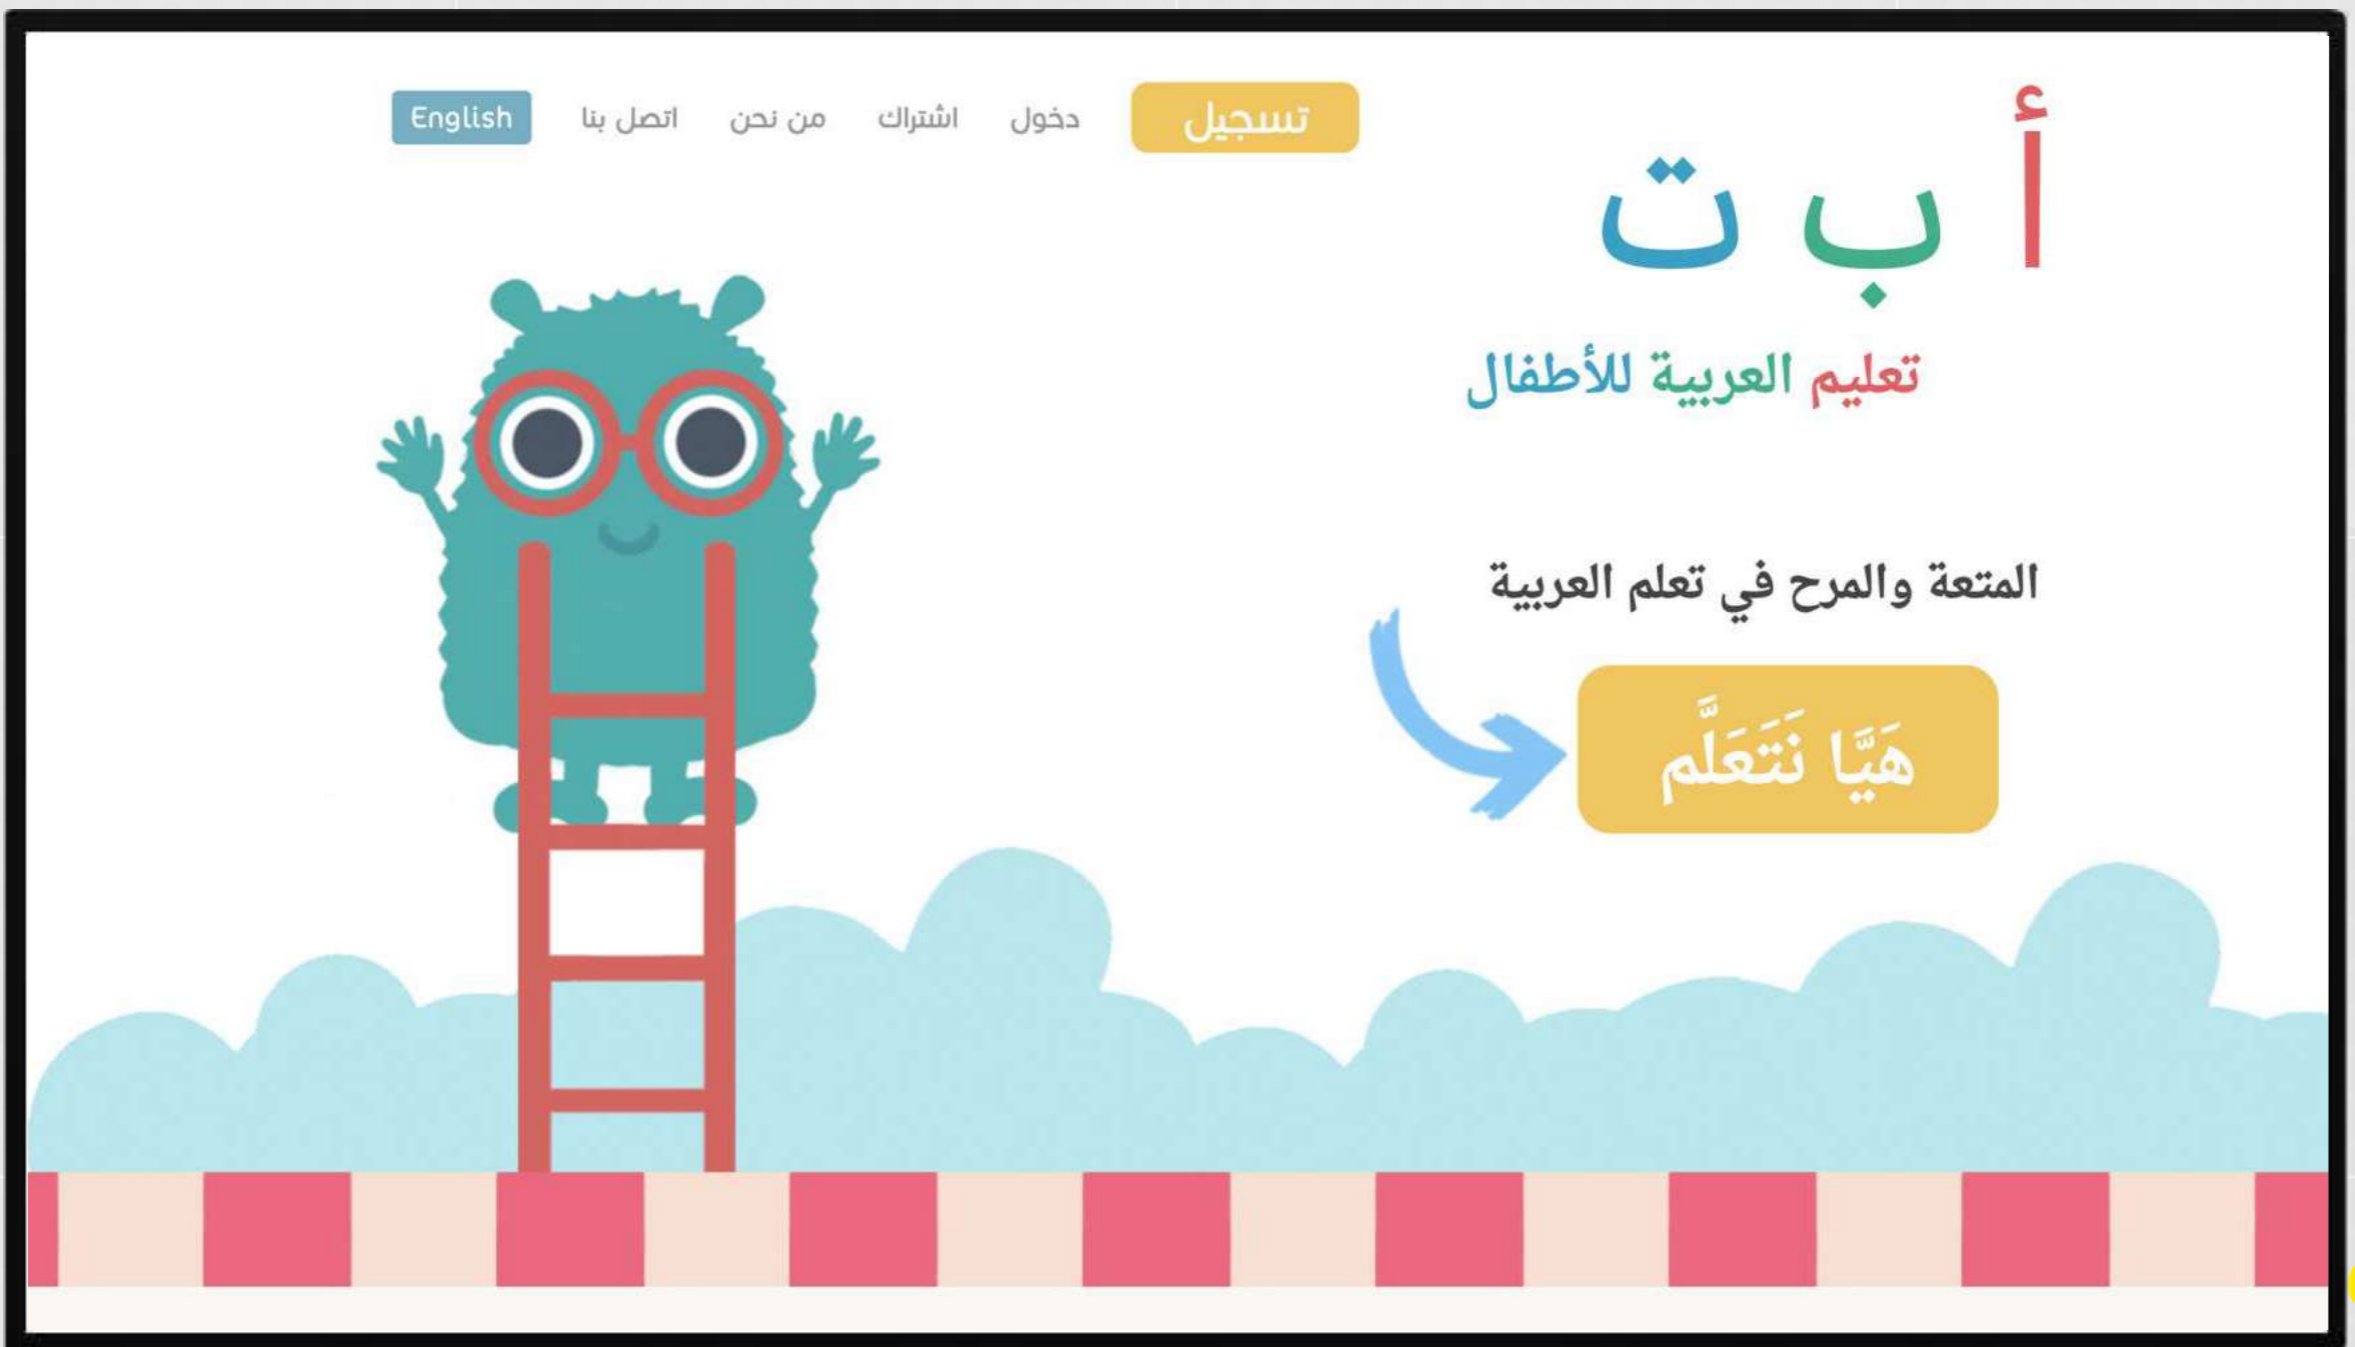 أ ب ت
تعليم العربية للأطفال
تسجيل
دخول
اشتراك
من نحن
اتصل بنا
English
المتعة والمرح في تعلم العربية
هَيَّا نَتَعَلَّم